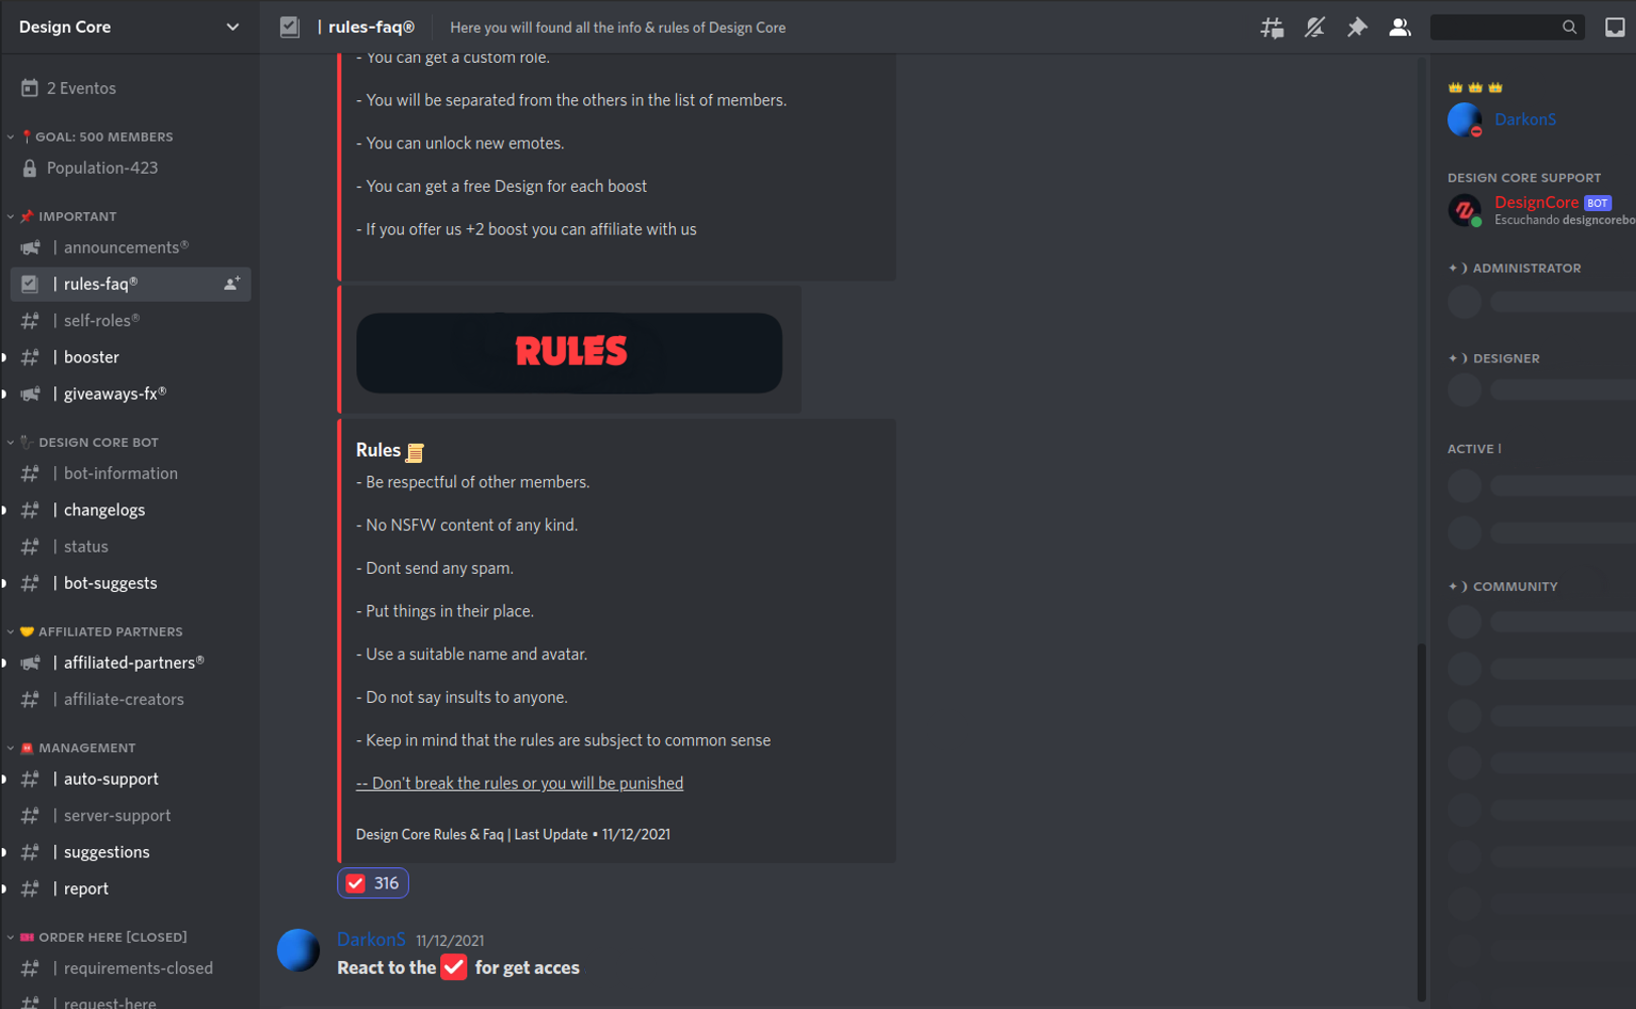 Design Core
2 Eventos
GOAL: 500 MEMBERS
Population-423
IMPORTANT
| announcements®
| rules-faq®
| self-roles®
| booster
| giveaways-fx®
DESIGN CORE BOT
| bot-information
| changelogs
| status
| bot-suggests
AFFILIATED PARTNERS
| affiliated-partners®
| affiliate-creators
MANAGEMENT
| auto-support
| server-support
| suggestions
| report
ORDER HERE [CLOSED]
| requirements-closed
| request-here
| rules-faq®
Here you will found all the info & rules of Design Core
- You can get a custom role.
- You will be separated from the others in the list of members.
- You can unlock new emotes.
- You can get a free Design for each boost
- If you offer us +2 boost you can affiliate with us
RULES
Rules
- Be respectful of other members.
- No NSFW content of any kind.
- Dont send any spam.
- Put things in their place.
- Use a suitable name and avatar.
- Do not say insults to anyone.
- Keep in mind that the rules are subsject to common sense
-- Don't break the rules or you will be punished
Design Core Rules & Faq | Last Update • 11/12/2021
316
DarkonS 11/12/2021
React to the ✅ for get acces
DarkonS
DESIGN CORE SUPPORT
DesignCore BOT
Escuchando designcorebo
✦ ) ADMINISTRATOR
✦ ) DESIGNER
ACTIVE |
✦ ) COMMUNITY